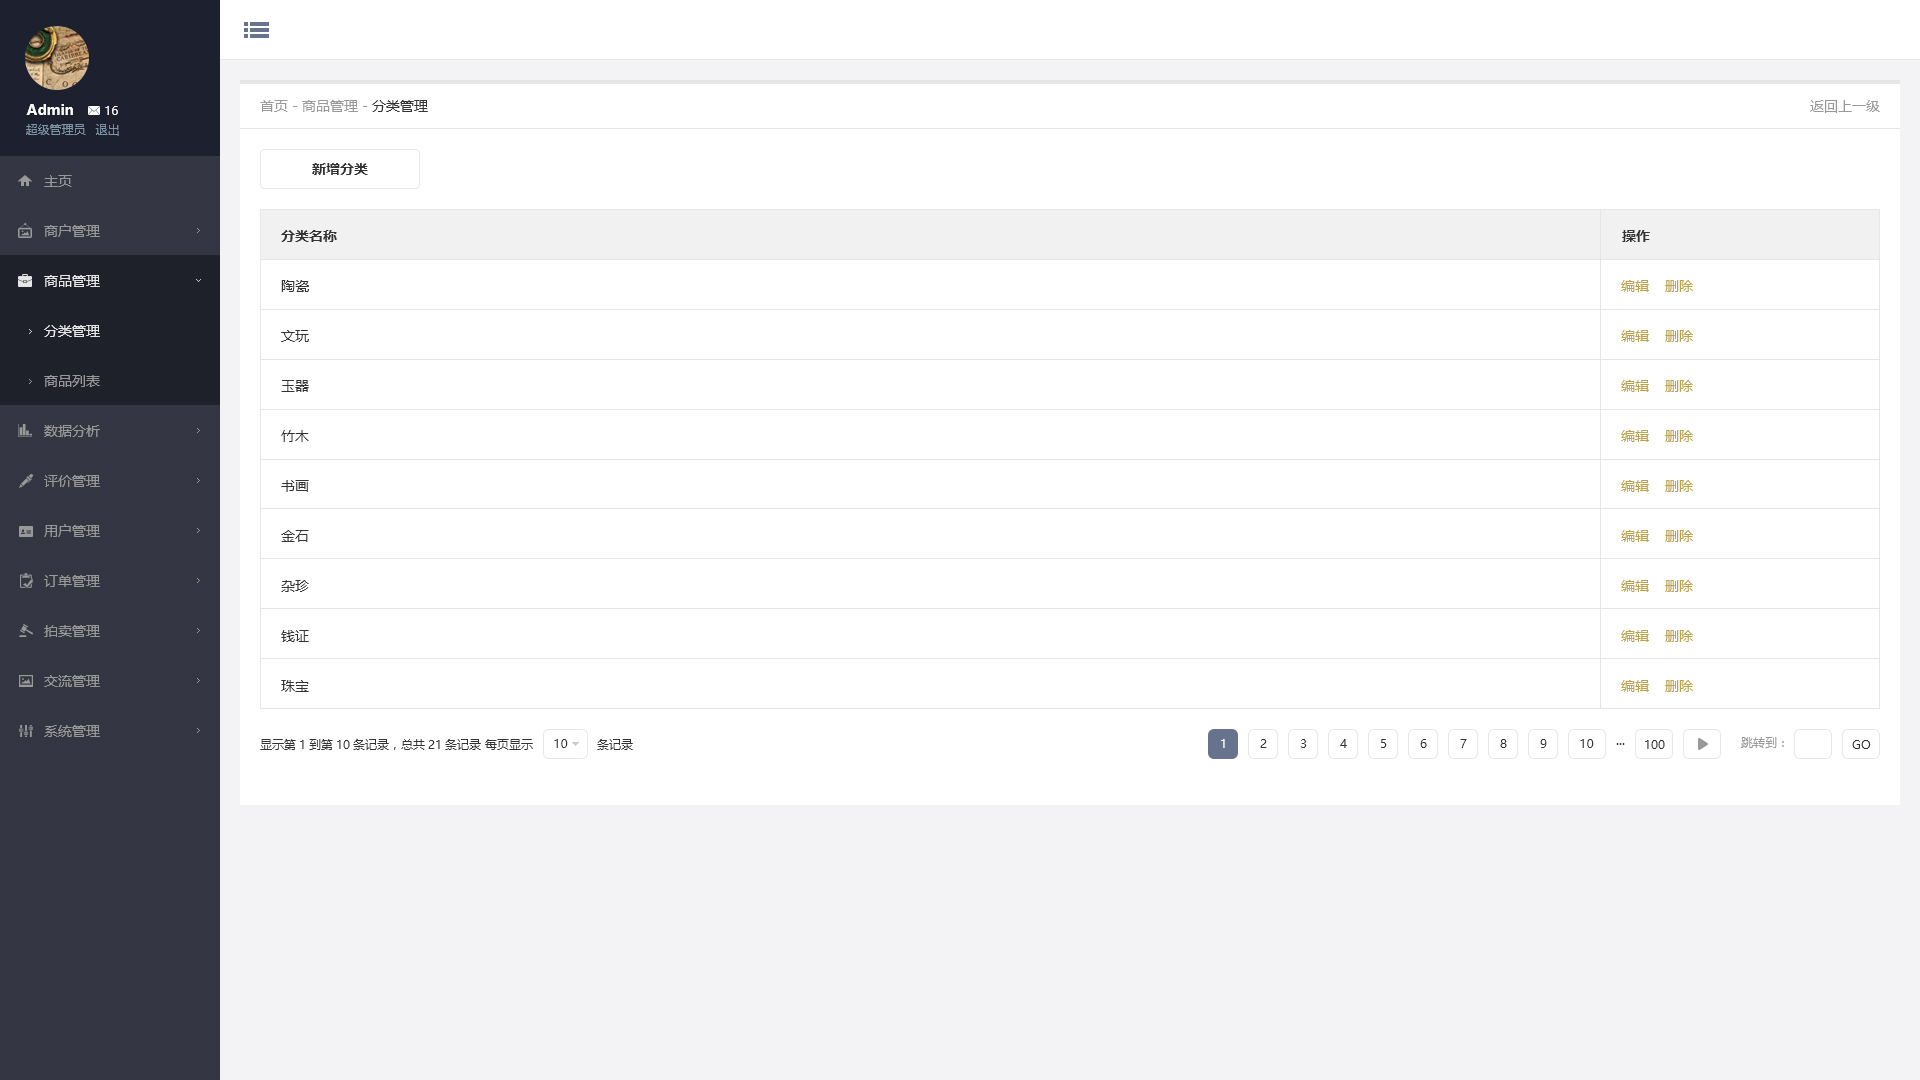 Admin 16
超级管理员 退出
主页
商户管理
商品管理
分类管理
商品列表
数据分析
评价管理
用户管理
订单管理
拍卖管理
交流管理
系统管理
首页 - 商品管理 - 分类管理 返回上一级
新增分类
分类名称 操作
陶瓷 编辑 删除
文玩 编辑 删除
玉器 编辑 删除
竹木 编辑 删除
书画 编辑 删除
金石 编辑 删除
杂珍 编辑 删除
钱证 编辑 删除
珠宝 编辑 删除
显示第 1 到第 10 条记录，总共 21 条记录 每页显示 10 条记录 1 2 3 4 5 6 7 8 9 10 ... 100 跳转到： GO